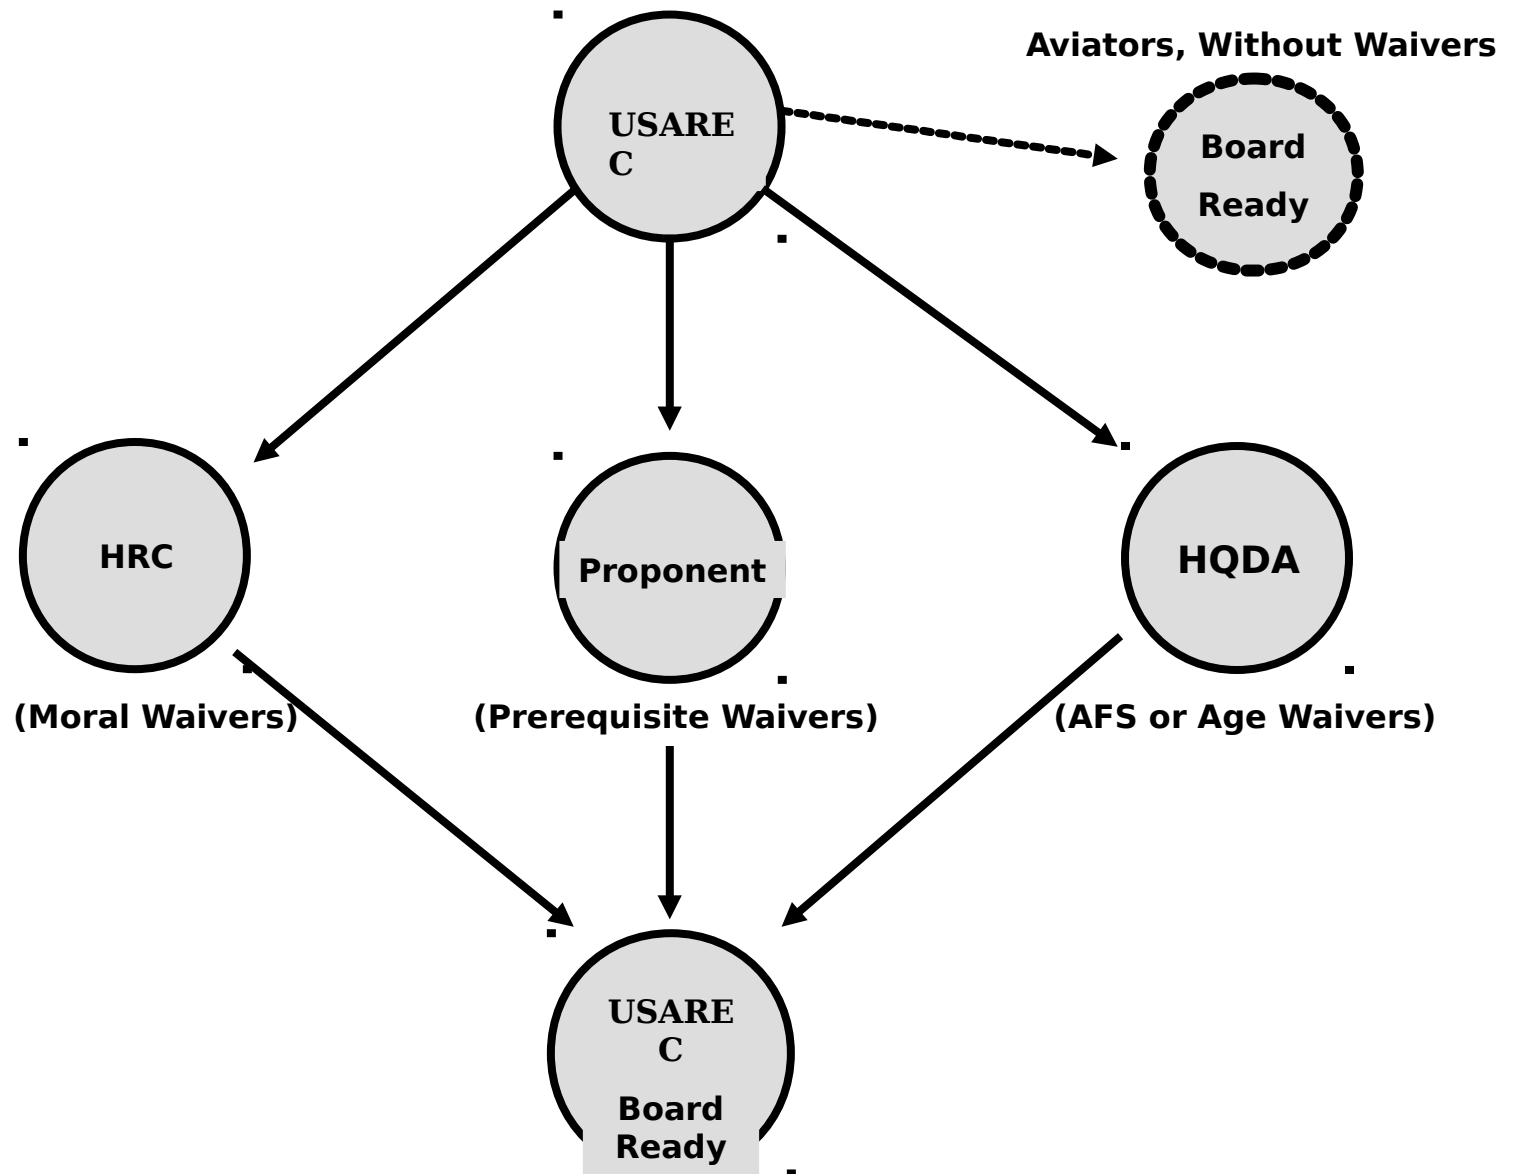 Aviators, Without Waivers
USARE
C
Board
Ready
HRC
Proponent
HQDA
(Moral Waivers)
(Prerequisite Waivers)
(AFS or Age Waivers)
USARE
C
Board
Ready